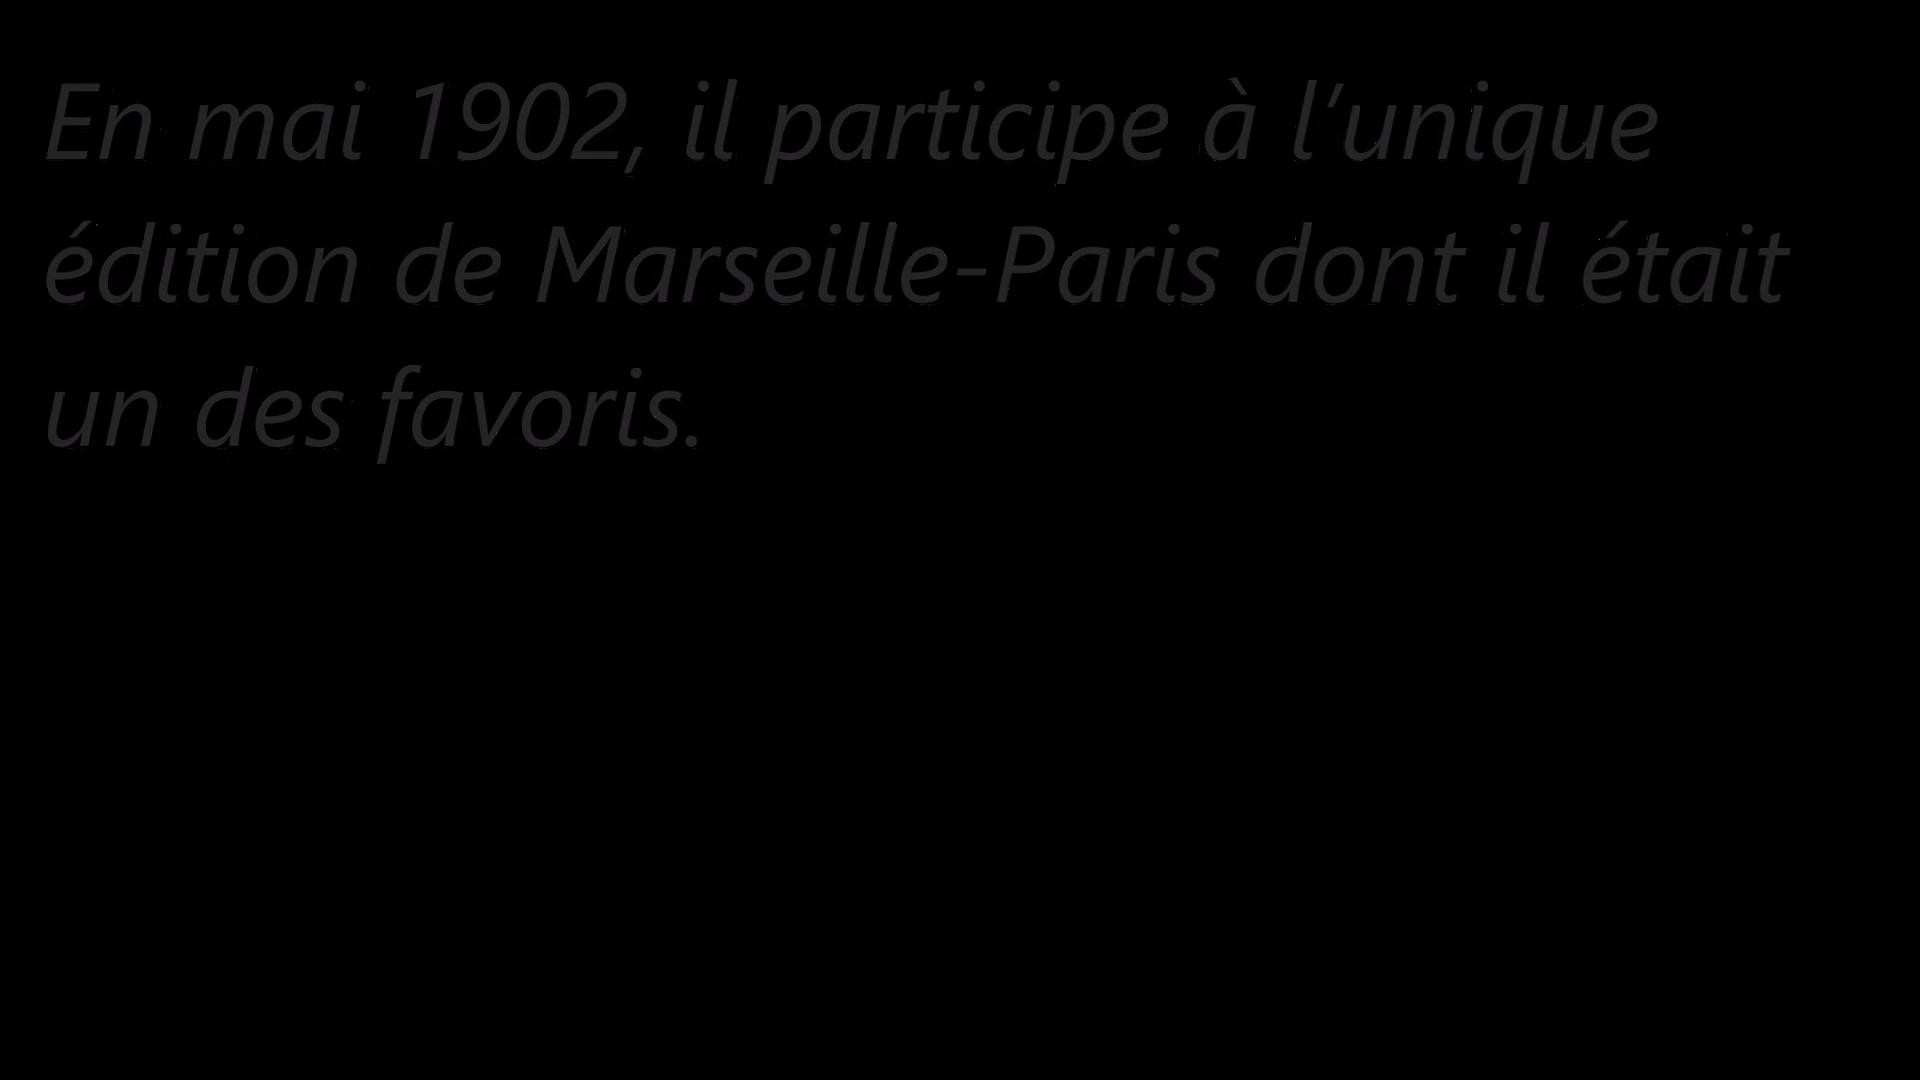 En mai 1902, il participe à l’unique
édition de Marseille-Paris dont il était
un des favoris.